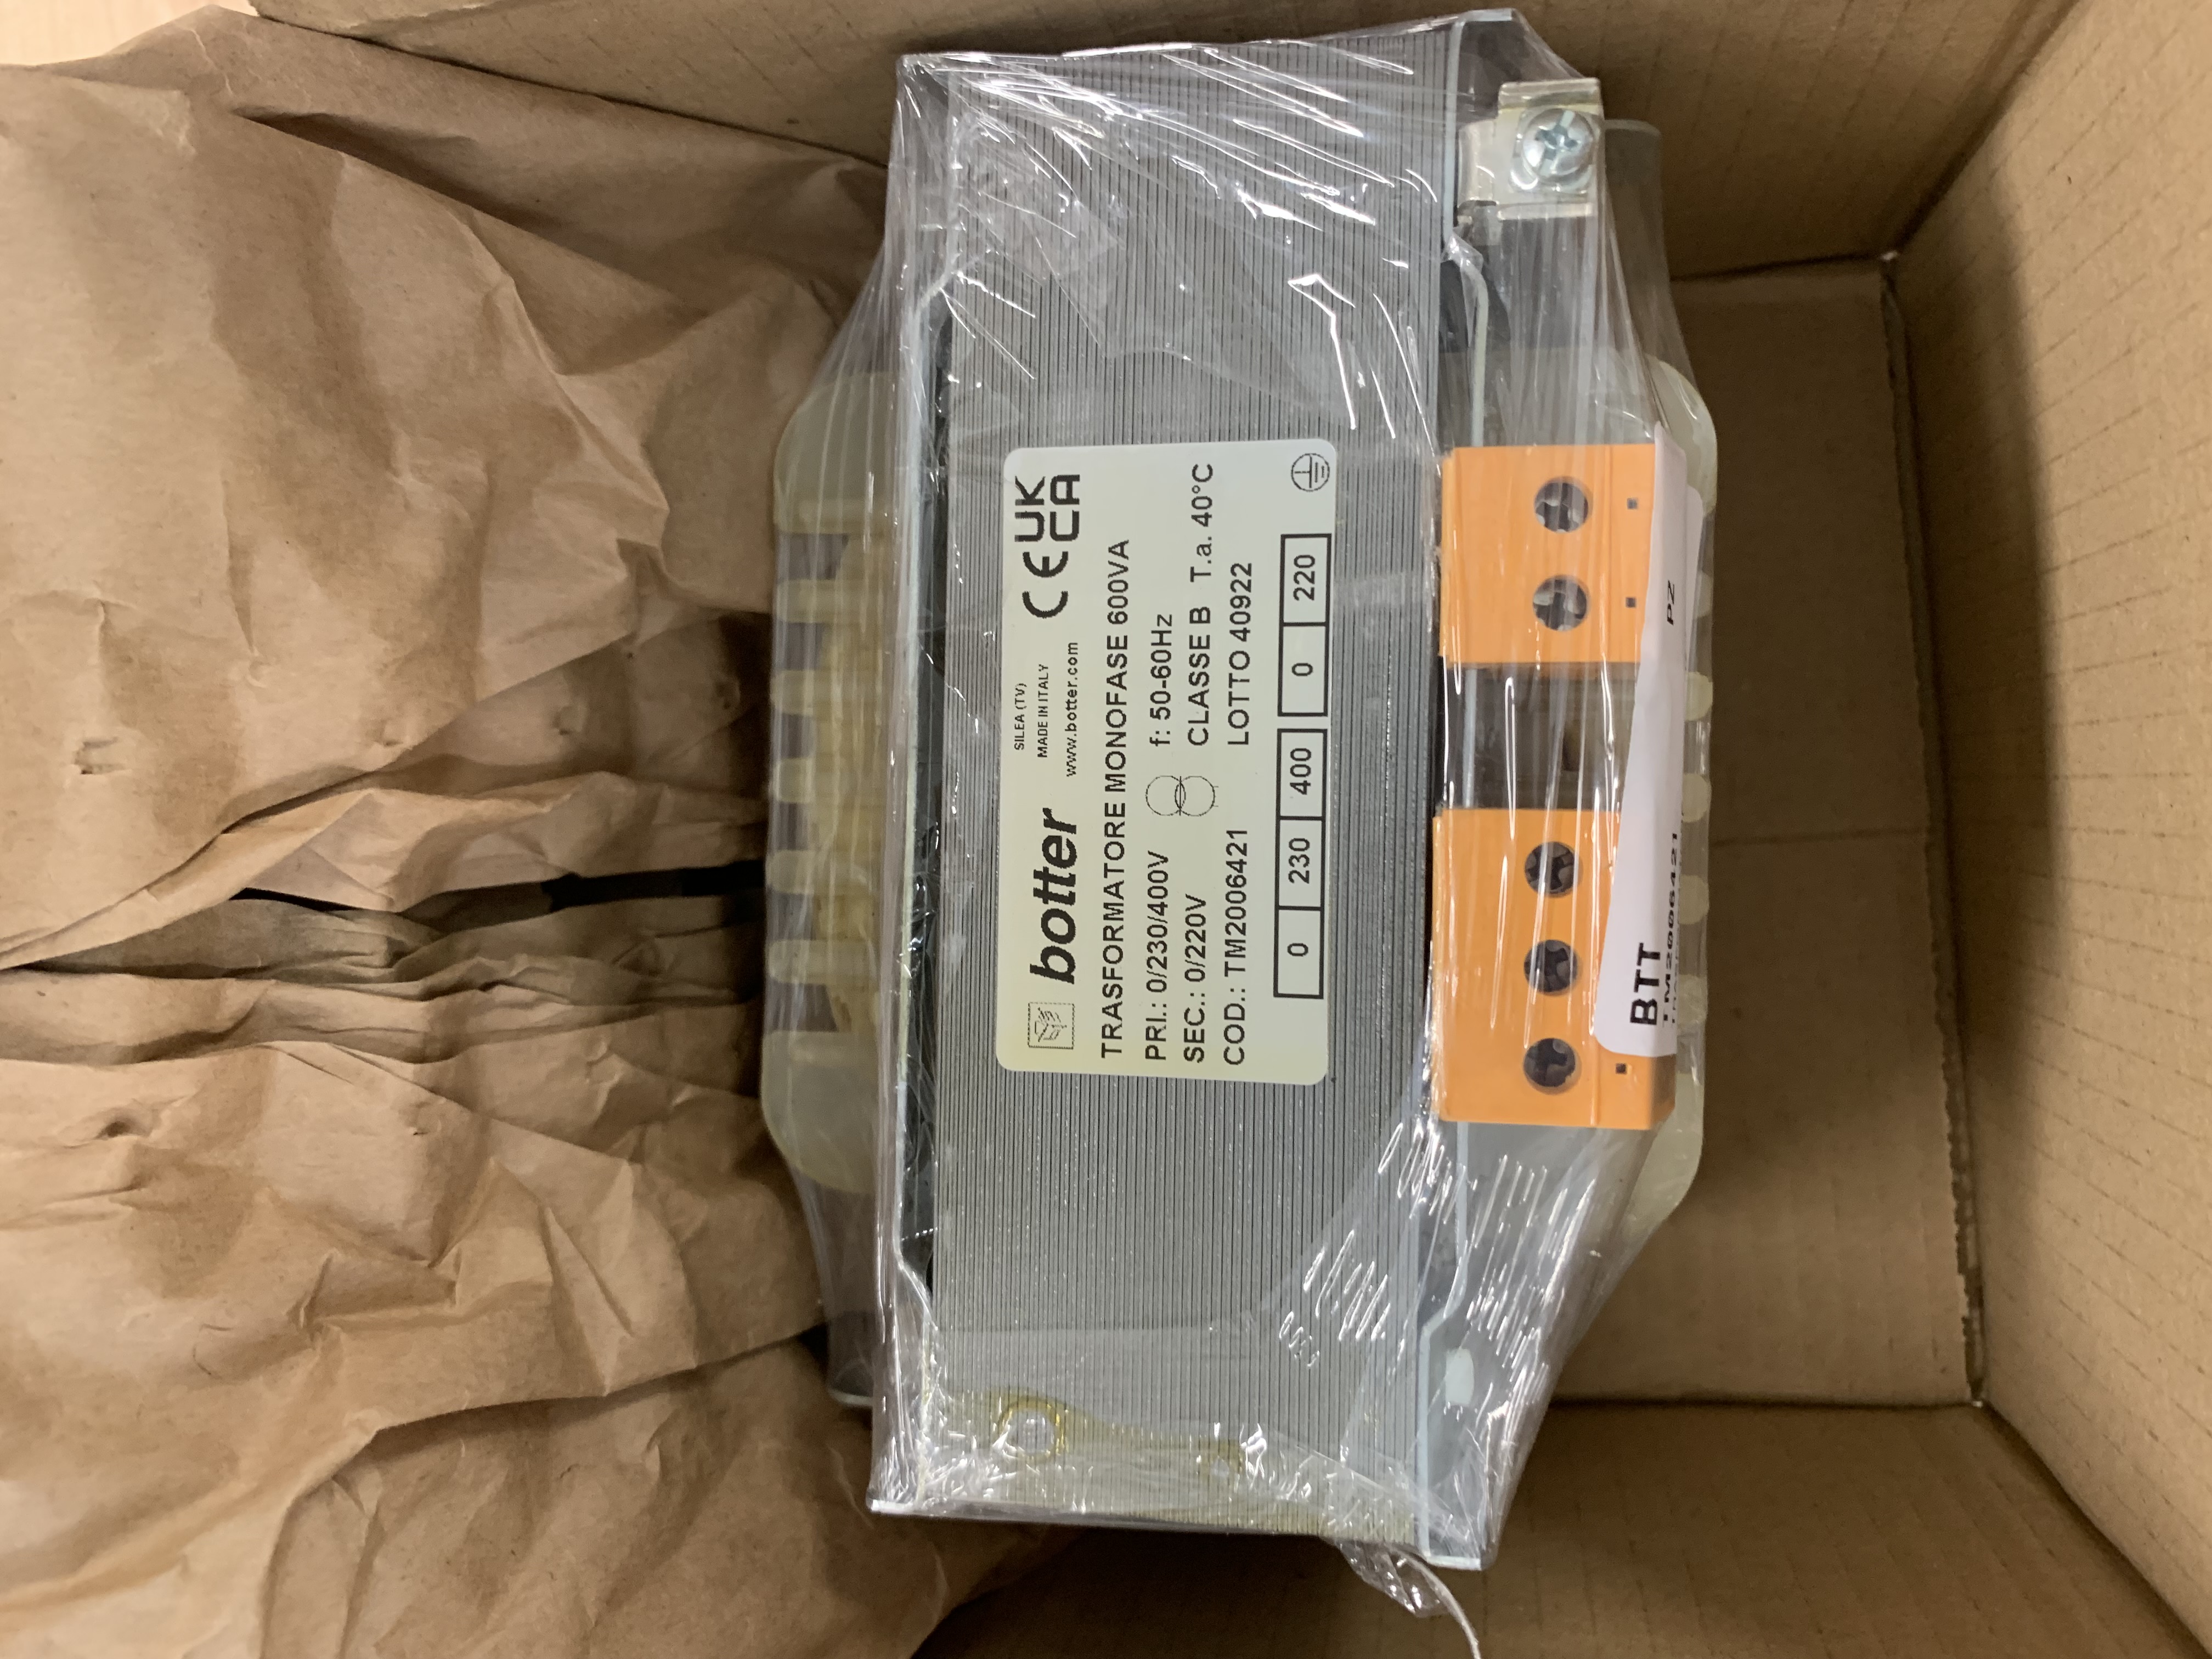 botter
SILEA (TV)
MADE IN ITALY
www.botter.com
CE UK
CA
TRASFORMATORE MONOFASE 600VA
PRI.: 0/230/400V
f: 50-60Hz
SEC.: 0/220V
CLASSE B T.a. 40°C
COD.: TM2006421
LOTTO 40922
0 230 400 0 220
BTT
TM2006421 PZ